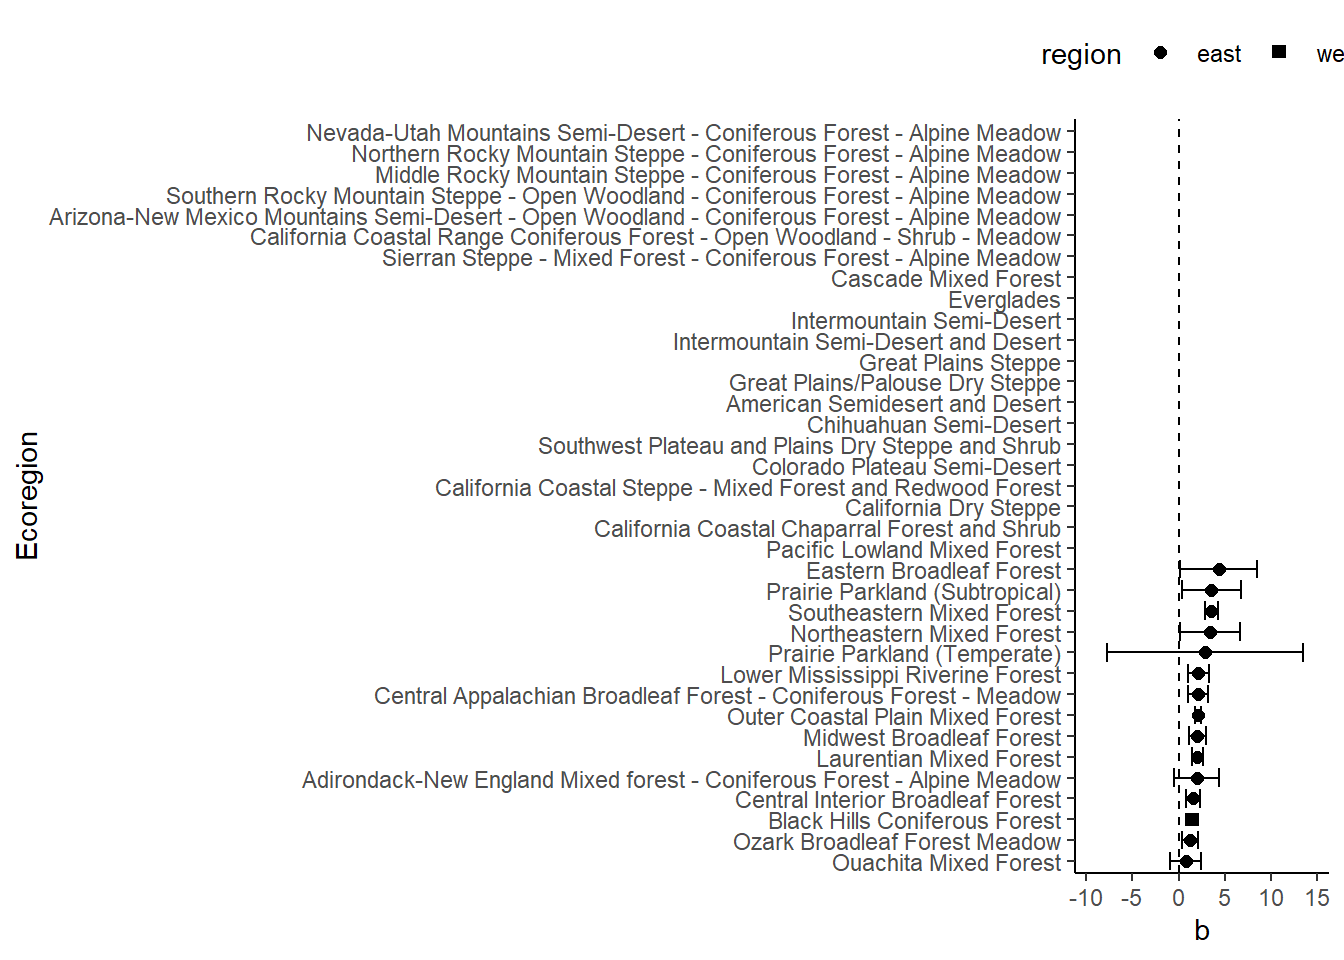 region east we
Nevada-Utah Mountains Semi-Desert - Coniferous Forest - Alpine Meadow
Northern Rocky Mountain Steppe - Coniferous Forest - Alpine Meadow
Middle Rocky Mountain Steppe - Coniferous Forest - Alpine Meadow
Southern Rocky Mountain Steppe - Open Woodland - Coniferous Forest - Alpine Meadow
Arizona-New Mexico Mountains Semi-Desert - Open Woodland - Coniferous Forest - Alpine Meadow
California Coastal Range Coniferous Forest - Open Woodland - Shrub - Meadow
Sierran Steppe - Mixed Forest - Coniferous Forest - Alpine Meadow
Cascade Mixed Forest
Everglades
Intermountain Semi-Desert
Intermountain Semi-Desert and Desert
Great Plains Steppe
Great Plains/Palouse Dry Steppe
American Semidesert and Desert
Chihuahuan Semi-Desert
Southwest Plateau and Plains Dry Steppe and Shrub
Colorado Plateau Semi-Desert
California Coastal Steppe - Mixed Forest and Redwood Forest
California Dry Steppe
California Coastal Chaparral Forest and Shrub
Pacific Lowland Mixed Forest
Eastern Broadleaf Forest
Prairie Parkland (Subtropical)
Southeastern Mixed Forest
Northeastern Mixed Forest
Prairie Parkland (Temperate)
Lower Mississippi Riverine Forest
Central Appalachian Broadleaf Forest - Coniferous Forest - Meadow
Outer Coastal Plain Mixed Forest
Midwest Broadleaf Forest
Laurentian Mixed Forest
Adirondack-New England Mixed forest - Coniferous Forest - Alpine Meadow
Central Interior Broadleaf Forest
Black Hills Coniferous Forest
Ozark Broadleaf Forest Meadow
Ouachita Mixed Forest
Ecoregion
-10 -5 0 5 10 15
b